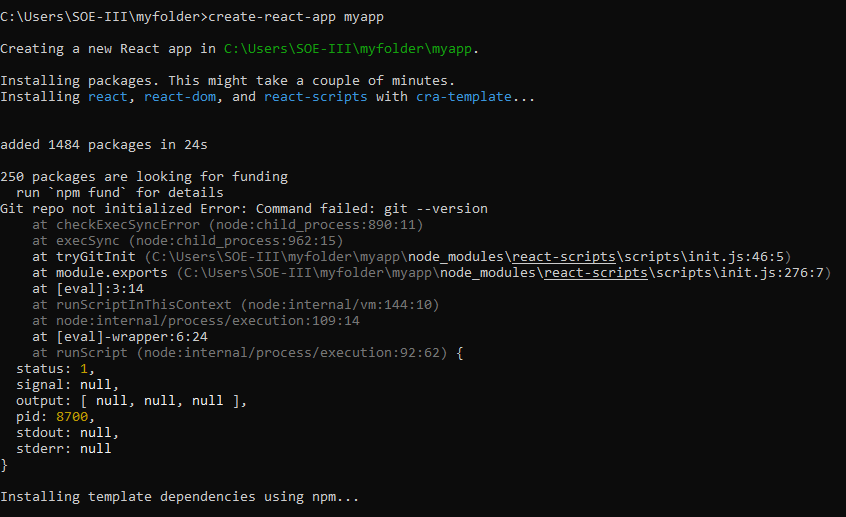 C:\Users\SOE-III\myfolder>create-react-app myapp
Creating a new React app in C:\Users\SOE-III\myfolder\myapp.
Installing packages. This might take a couple of minutes.
Installing react, react-dom, and react-scripts with cra-template...
added 1484 packages in 24s
250 packages are looking for funding
  run `npm fund` for details
Git repo not initialized Error: Command failed: git --version
    at checkExecSyncError (node:child_process:890:11)
    at execSync (node:child_process:962:15)
    at tryGitInit (C:\Users\SOE-III\myfolder\myapp\node_modules\react-scripts\scripts\init.js:46:5)
    at module.exports (C:\Users\SOE-III\myfolder\myapp\node_modules\react-scripts\scripts\init.js:276:7)
    at [eval]:3:14
    at runScriptInThisContext (node:internal/vm:144:10)
    at node:internal/process/execution:109:14
    at [eval]-wrapper:6:24
    at runScript (node:internal/process/execution:92:62) {
  status: 1,
  signal: null,
  output: [ null, null, null ],
  pid: 8700,
  stdout: null,
  stderr: null
}
Installing template dependencies using npm...